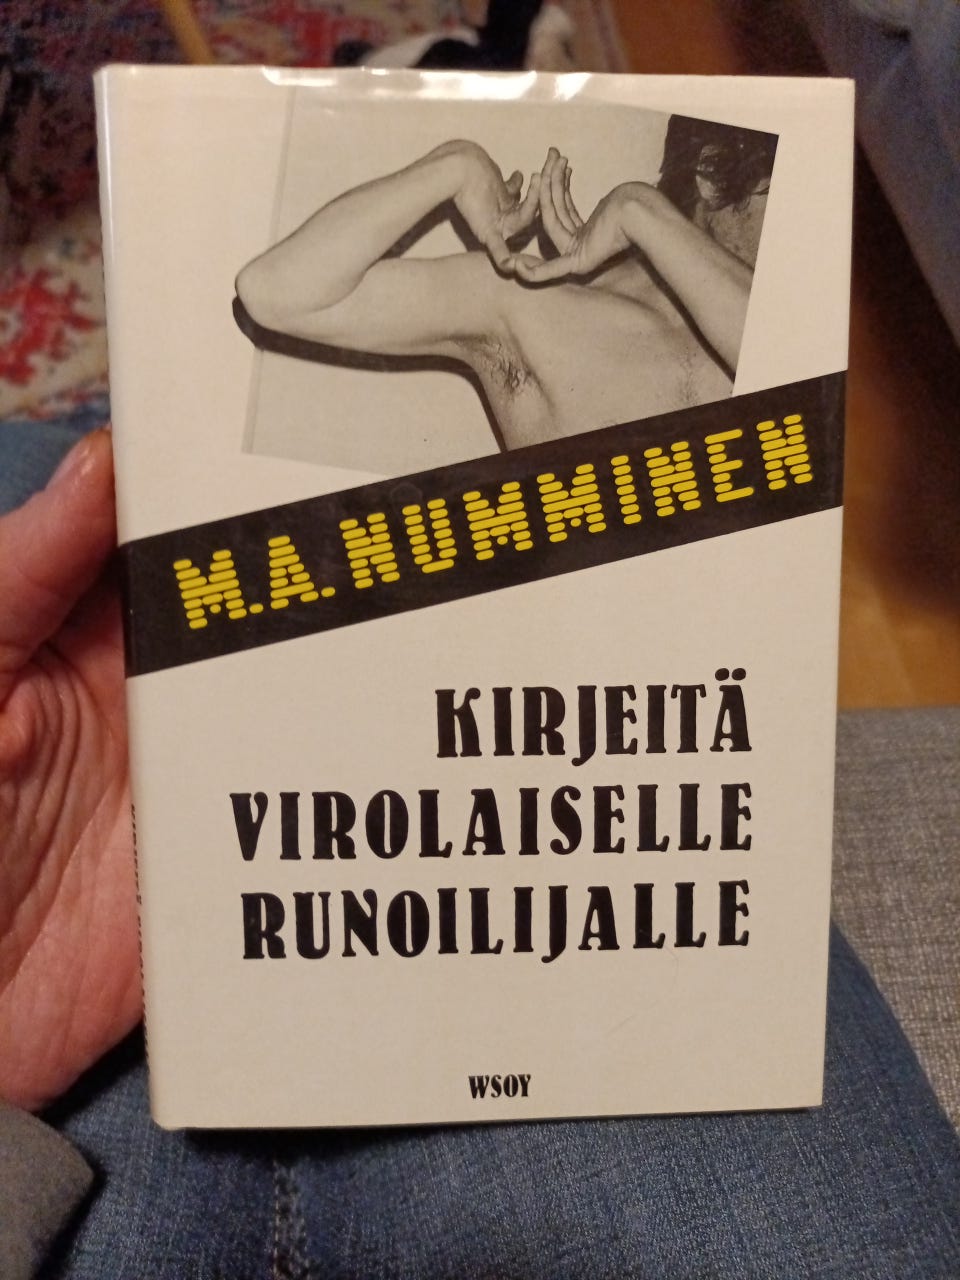 M.A. NUMMINEN
KIRJEITÄ
VIROLAISELLE
RUNOILIJALLE
WSOY